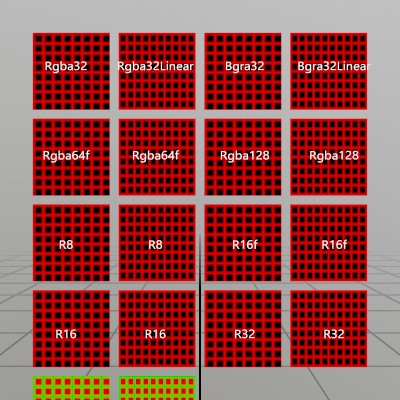 Rgba32
Rgba32Linear
Bgra32
Bgra32Linear
Rgba64f
Rgba64f
Rgba128
Rgba128
R8
R8
R16f
R16f
R16
R16
R32
R32